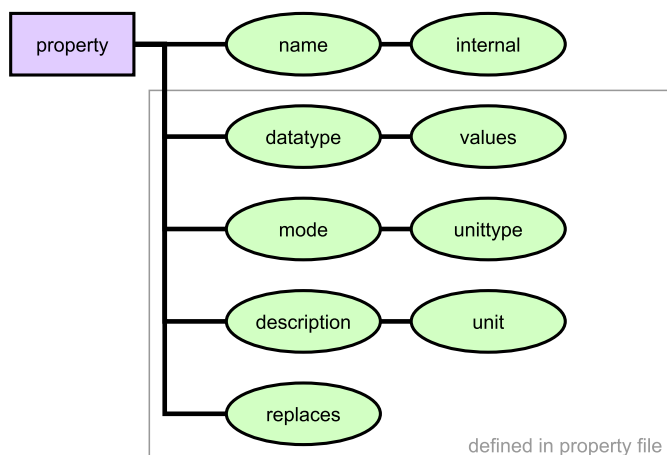 property
name
internal
datatype
values
mode
unittype
description
unit
replaces
defined in property file